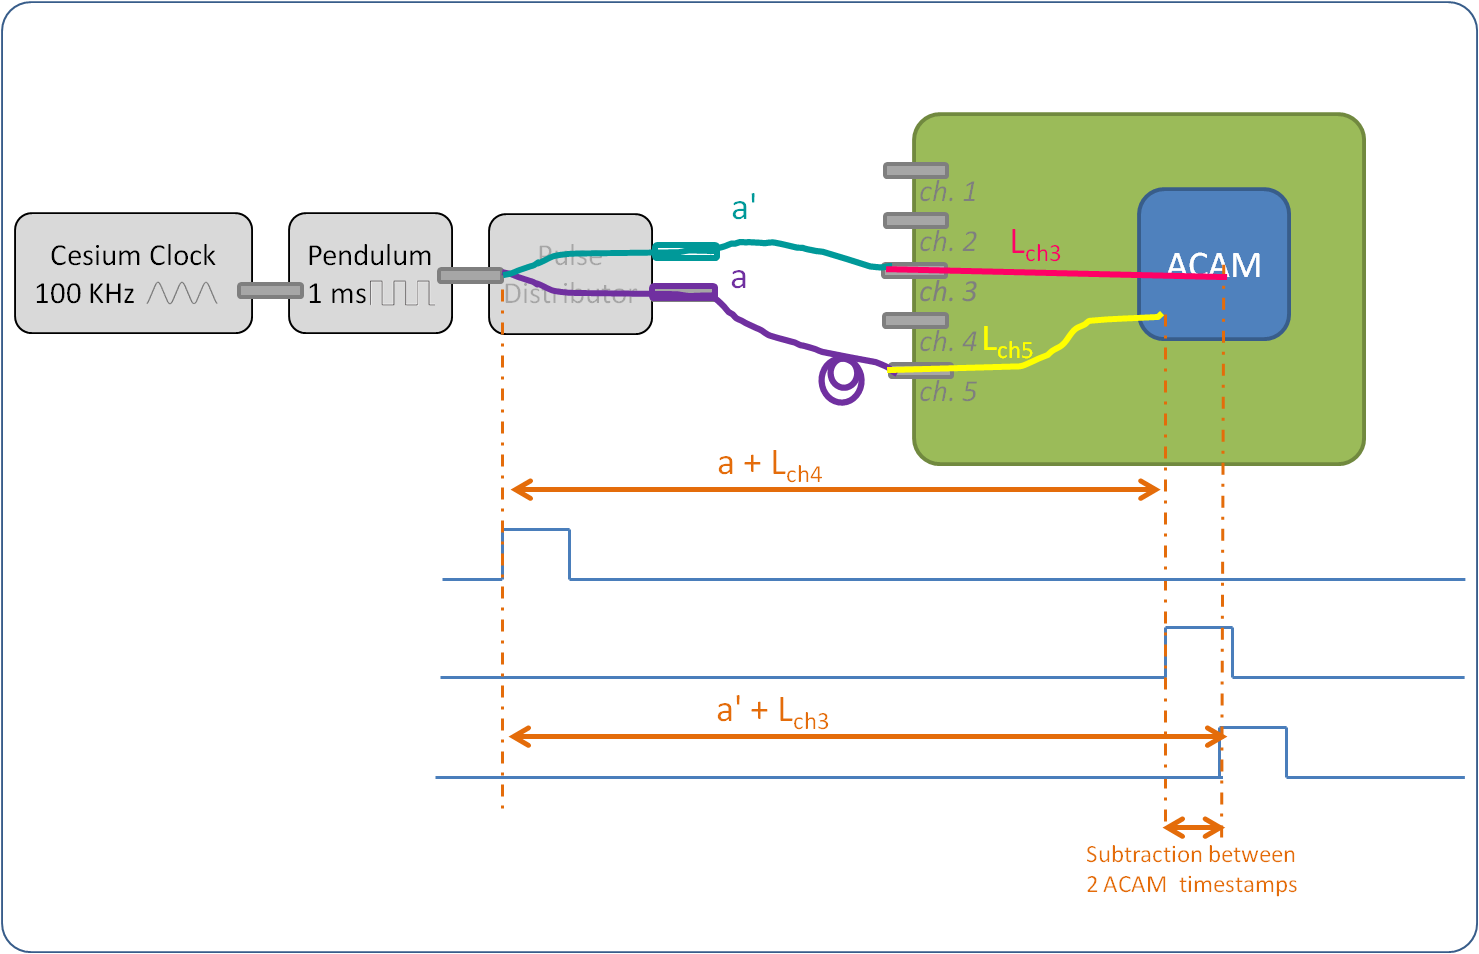 Cesium Clock
100 KHz
Pendulum
1 ms
Pulse
Distributor
a'
a
ch. 1
ch. 2
ch. 3
ch. 4
ch. 5
Lch3
Lch5
ACAM
a + Lch4
a' + Lch3
Subtraction between
2 ACAM timestamps